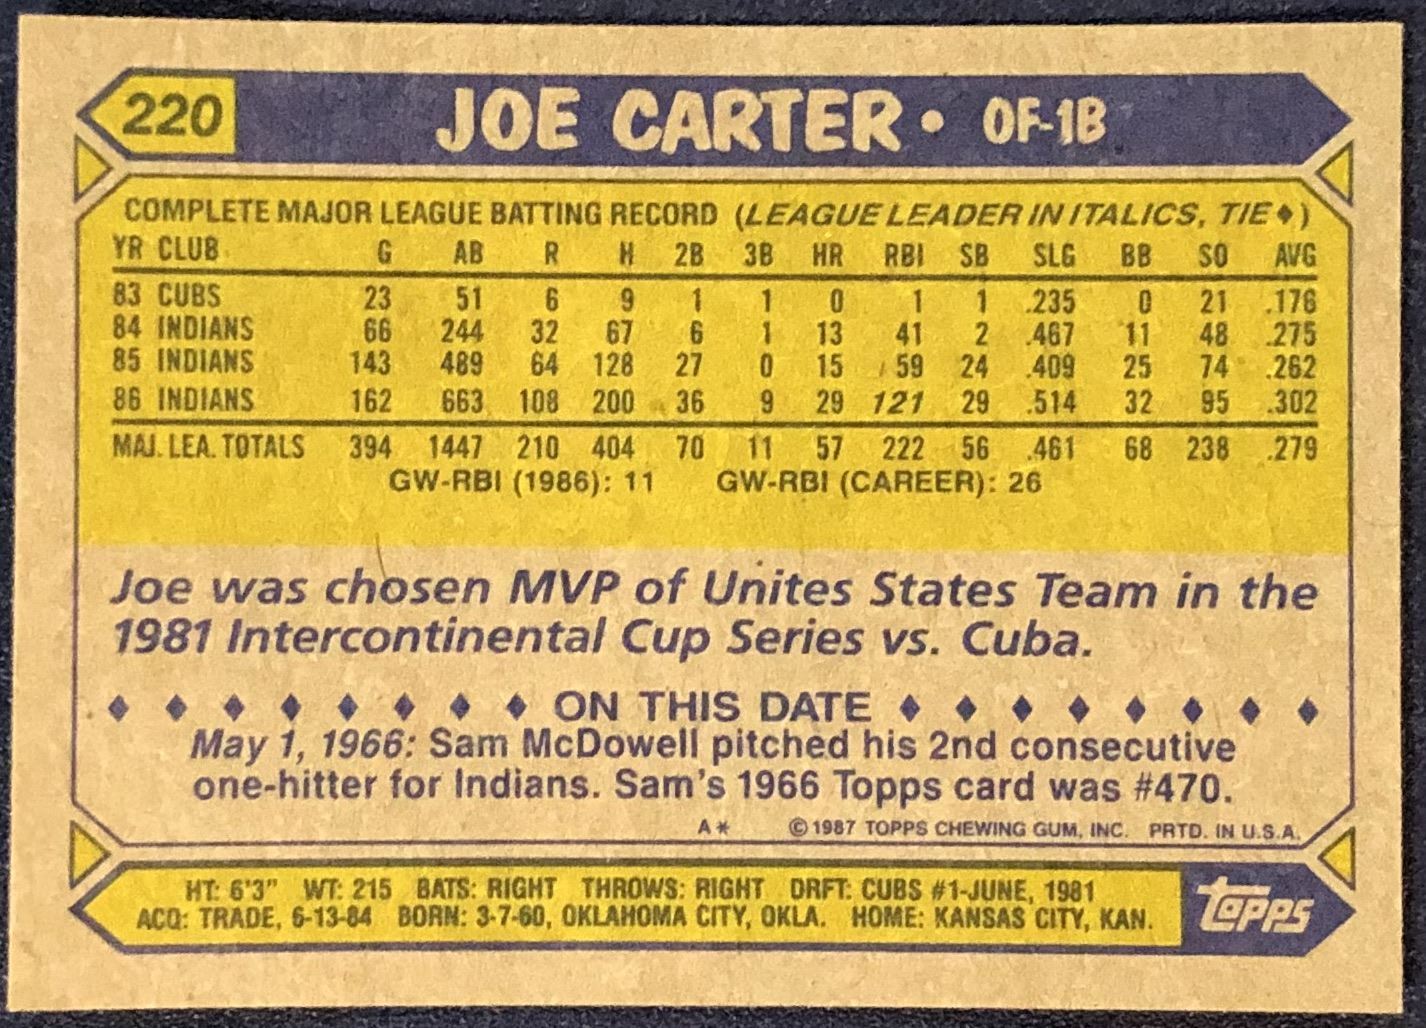 220 JOE CARTER • OF-1B
COMPLETE MAJOR LEAGUE BATTING RECORD (LEAGUE LEADER IN ITALICS, TIE♦)
YR CLUB G AB R H 2B 3B HR RBI SB SLG BB SO AVG
83 CUBS 23 51 6 9 1 1 0 1 1 .235 0 21 .176
84 INDIANS 66 244 32 67 6 1 13 41 2 .467 11 48 .275
85 INDIANS 143 489 64 128 27 0 15 59 24 .409 25 74 .262
86 INDIANS 162 663 108 200 36 9 29 121 29 .514 32 95 .302
MAJ. LEA. TOTALS 394 1447 210 404 70 11 57 222 56 .461 68 238 .279
GW-RBI (1986): 11 GW-RBI (CAREER): 26
Joe was chosen MVP of Unites States Team in the
1981 Intercontinental Cup Series vs. Cuba.
♦ ♦ ♦ ♦ ♦ ♦ ♦ ♦ ON THIS DATE ♦ ♦ ♦ ♦ ♦ ♦ ♦ ♦
May 1, 1966: Sam McDowell pitched his 2nd consecutive
one-hitter for Indians. Sam's 1966 Topps card was #470.
A* ©1987 TOPPS CHEWING GUM, INC. PRTD. IN U.S.A.
HT: 6'3" WT: 215 BATS: RIGHT THROWS: RIGHT DRFT: CUBS #1-JUNE, 1981
ACQ: TRADE, 6-13-84 BORN: 3-7-60, OKLAHOMA CITY, OKLA. HOME: KANSAS CITY, KAN.
topps